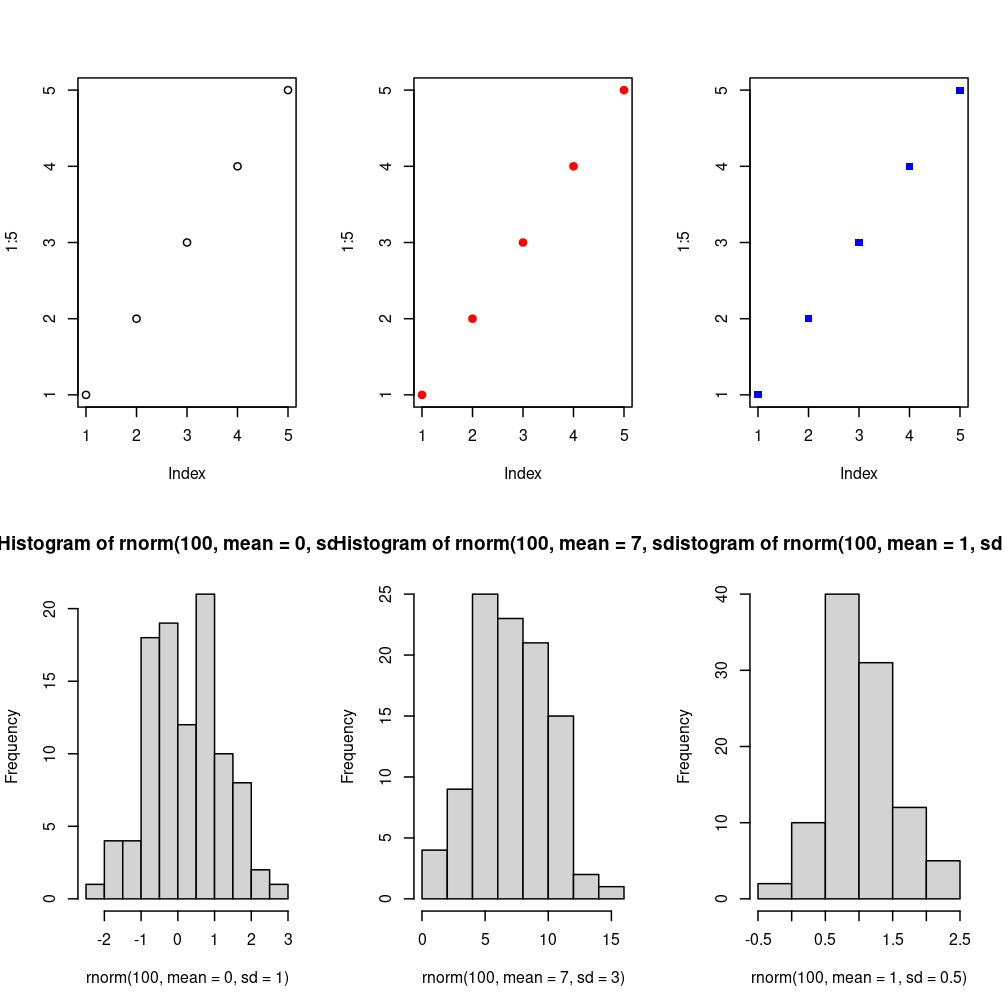 5
4
3
2
1
1:5
1 2 3 4 5
Index
5
4
3
2
1
1:5
1 2 3 4 5
Index
5
4
3
2
1
1:5
1 2 3 4 5
Index
Histogram of rnorm(100, mean = 0, sd
Histogram of rnorm(100, mean = 7, sd
istogram of rnorm(100, mean = 1, sd
20
15
10
5
0
Frequency
-2 -1 0 1 2 3
rnorm(100, mean = 0, sd = 1)
25
20
15
10
5
0
Frequency
0 5 10 15
rnorm(100, mean = 7, sd = 3)
40
30
20
10
0
Frequency
-0.5 0.5 1.5 2.5
rnorm(100, mean = 1, sd = 0.5)